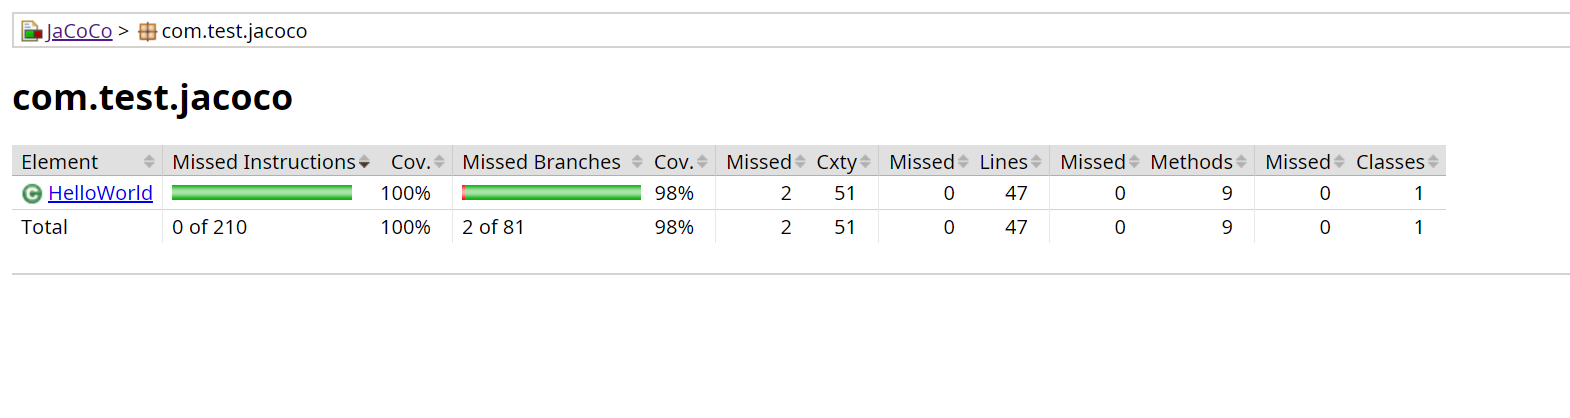 JaCoCo > com.test.jacoco
com.test.jacoco
Element Missed Instructions Cov. Missed Branches Cov. Missed Cxty Missed Lines Missed Methods Missed Classes
C HelloWorld 100% 98% 2 51 0 47 0 9 0 1
Total 0 of 210 100% 2 of 81 98% 2 51 0 47 0 9 0 1